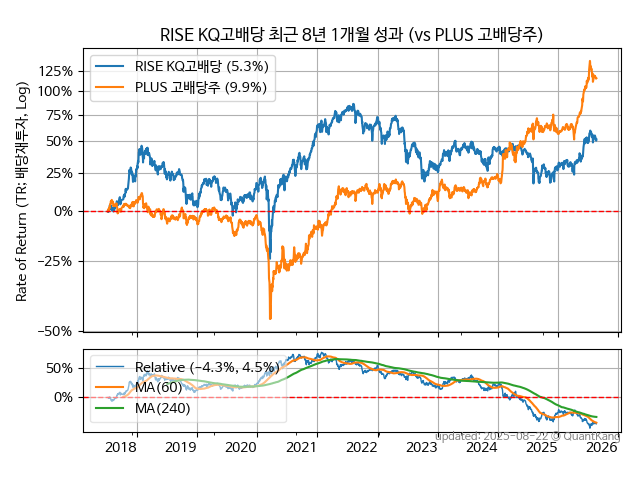 RISE KQ고배당 최근 8년 1개월 성과 (vs PLUS 고배당주)
Rate of Return (TR: 배당재투자, Log)
125%
100%
75%
50%
25%
0%
−25%
−50%
RISE KQ고배당 (5.3%)
PLUS 고배당주 (9.9%)
50%
0%
Relative (−4.3%, 4.5%)
MA(60)
MA(240)
2018 2019 2020 2021 2022 2023 2024 2025 2026
updated: 2025-08-22 © QuantKang